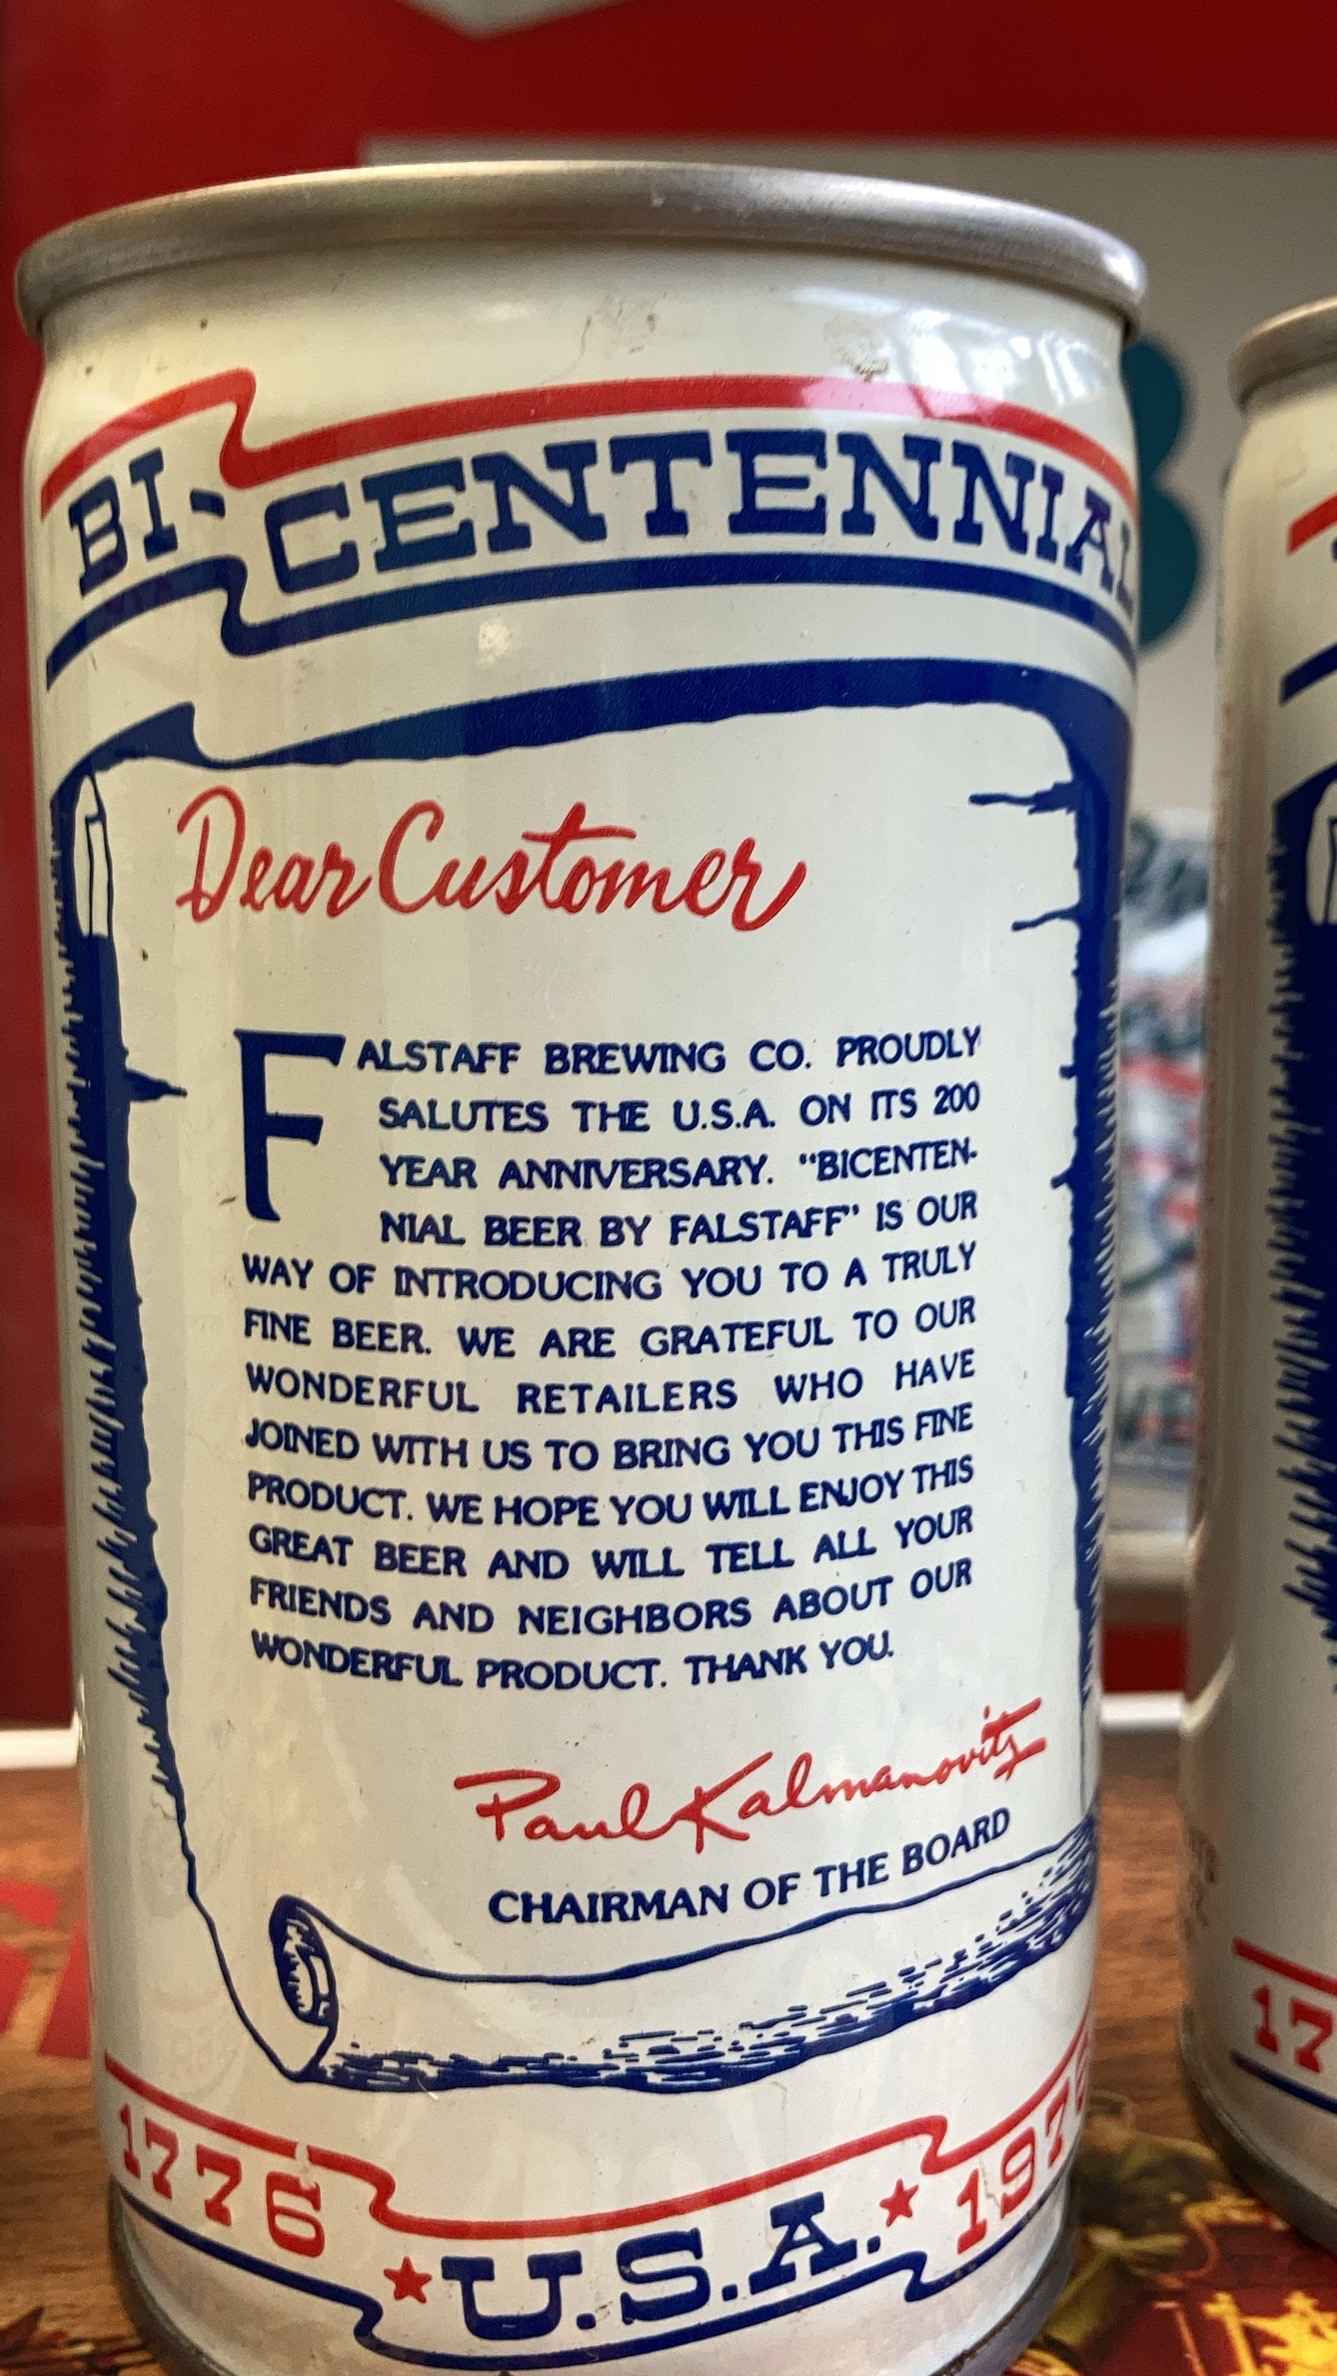 BI-CENTENNIAL
Dear Customer
FALSTAFF BREWING CO. PROUDLY
SALUTES THE U.S.A. ON ITS 200
YEAR ANNIVERSARY. "BICENTEN-
NIAL BEER BY FALSTAFF" IS OUR
WAY OF INTRODUCING YOU TO A TRULY
FINE BEER. WE ARE GRATEFUL TO OUR
WONDERFUL RETAILERS WHO HAVE
JOINED WITH US TO BRING YOU THIS FINE
PRODUCT. WE HOPE YOU WILL ENJOY THIS
GREAT BEER AND WILL TELL ALL YOUR
FRIENDS AND NEIGHBORS ABOUT OUR
WONDERFUL PRODUCT. THANK YOU.
Paul Kalmanovitz
CHAIRMAN OF THE BOARD
1776 U.S.A. 1976
17